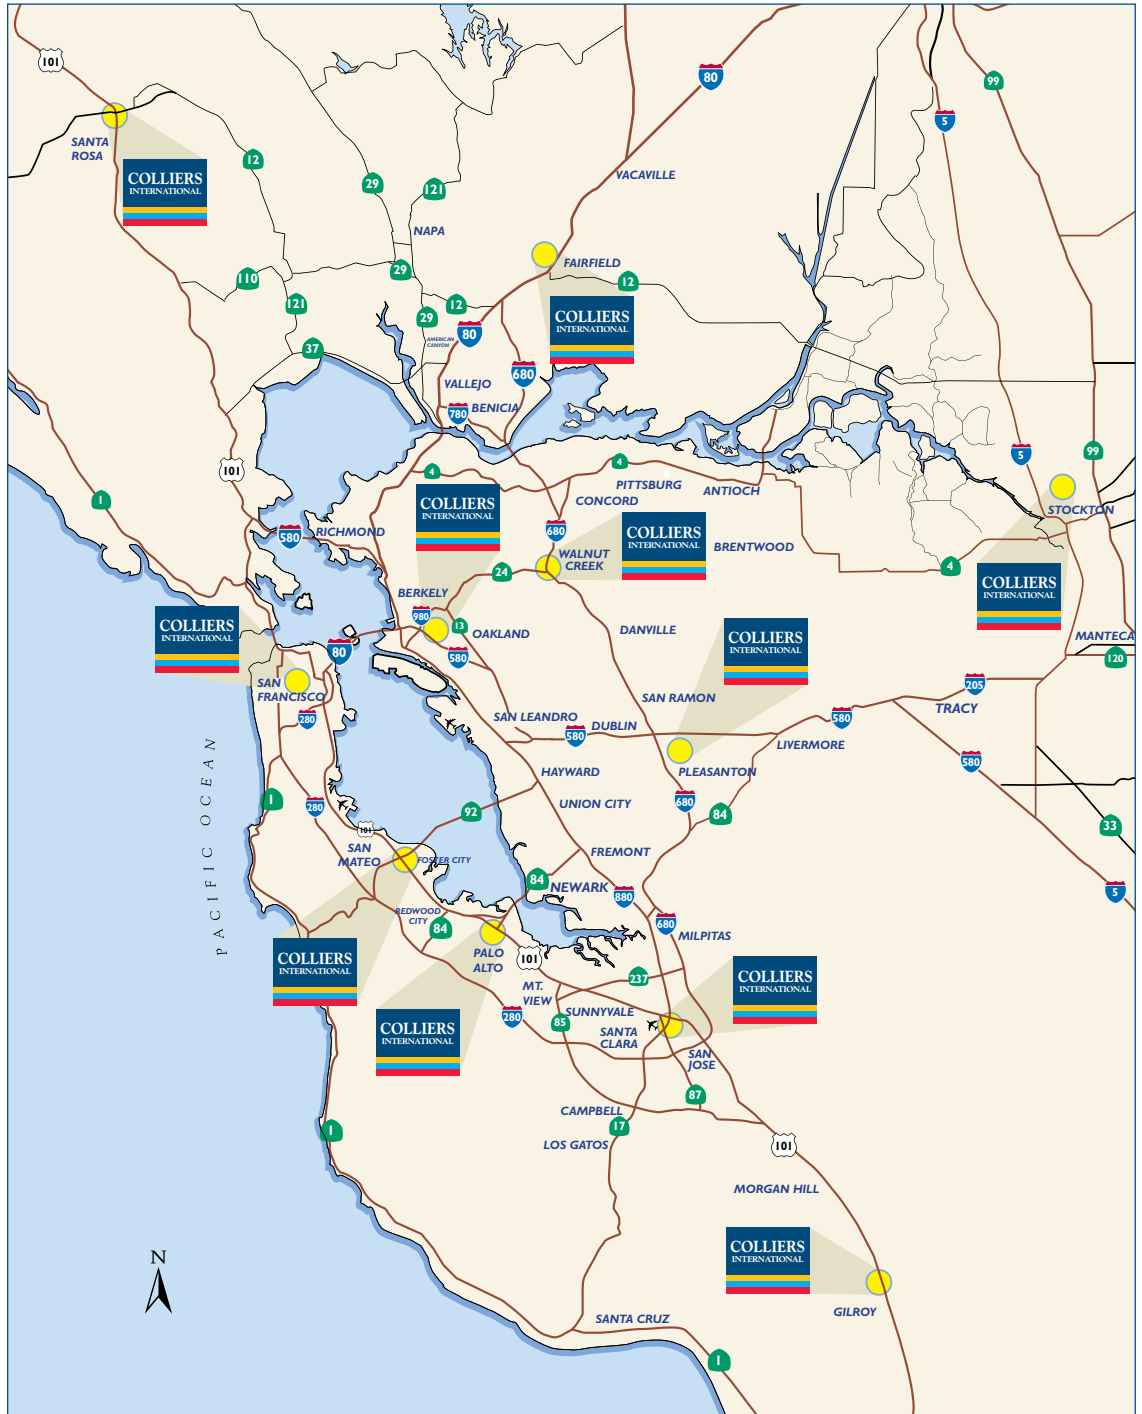 101
80
99
5
SANTA
ROSA
12
COLLIERS
INTERNATIONAL
29
121
VACAVILLE
NAPA
FAIRFIELD
110
29
12
121
12
29
COLLIERS
INTERNATIONAL
AMERICAN
CANYON
80
37
680
VALLEJO
780
BENICIA
101
4
4
5
99
PITTSBURG
ANTIOCH
CONCORD
1
STOCKTON
COLLIERS
INTERNATIONAL
580
RICHMOND
680
COLLIERS
INTERNATIONAL
BRENTWOOD
WALNUT
CREEK
24
4
COLLIERS
INTERNATIONAL
BERKELY
980
13
OAKLAND
COLLIERS
INTERNATIONAL
DANVILLE
COLLIERS
INTERNATIONAL
MANTECA
80
580
120
SAN
FRANCISCO
205
SAN RAMON
TRACY
280
SAN LEANDRO
DUBLIN
580
580
LIVERMORE
PACIFIC OCEAN
HAYWARD
PLEASANTON
580
1
280
UNION CITY
680
92
84
101
33
SAN
MATEO
FOSTER CITY
FREMONT
84
NEWARK
880
5
REDWOOD
CITY
84
680
MILPITAS
COLLIERS
INTERNATIONAL
PALO
ALTO
101
237
MT.
VIEW
COLLIERS
INTERNATIONAL
280
SUNNYVALE
85
SANTA
CLARA
COLLIERS
INTERNATIONAL
SAN
JOSE
87
CAMPBELL
17
1
LOS GATOS
101
MORGAN HILL
COLLIERS
INTERNATIONAL
N
GILROY
SANTA CRUZ
1